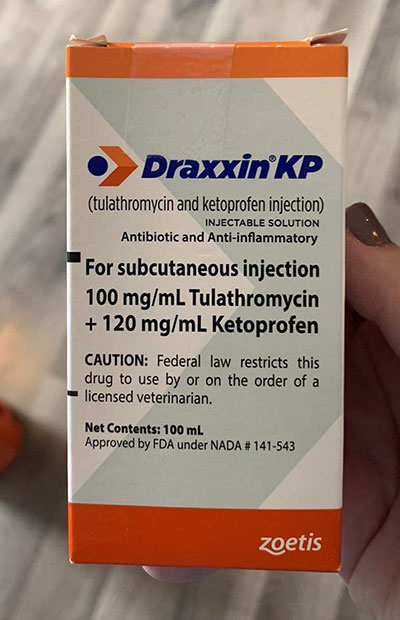 Draxxin® KP
(tulathromycin and ketoprofen injection)
INJECTABLE SOLUTION
Antibiotic and Anti-inflammatory
For subcutaneous injection
100 mg/mL Tulathromycin
+ 120 mg/mL Ketoprofen
CAUTION: Federal law restricts this
drug to use by or on the order of a
licensed veterinarian.
Net Contents: 100 mL
Approved by FDA under NADA # 141-543
zoetis